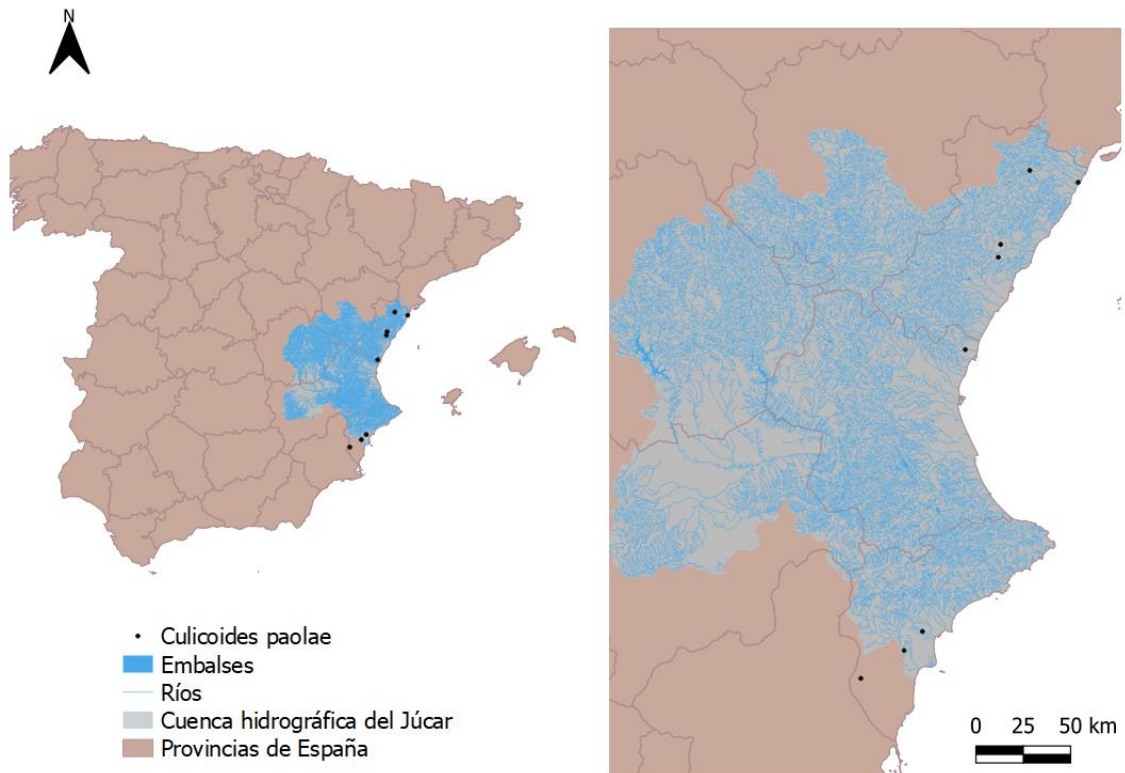 N
Culicoides paolae
Embalses
Ríos
Cuenca hidrográfica del Júcar
Provincias de España
0 25 50 km